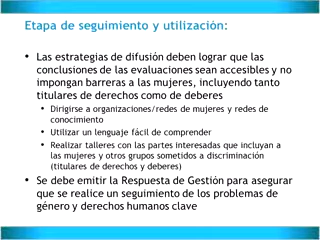 Etapa de seguimiento y utilización:
• Las estrategias de difusión deben lograr que las
conclusiones de las evaluaciones sean accesibles y no
impongan barreras a las mujeres, incluyendo tanto
titulares de derechos como de deberes
• Dirigirse a organizaciones/redes de mujeres y redes de
conocimiento
• Utilizar un lenguaje fácil de comprender
• Realizar talleres con las partes interesadas que incluyan a
las mujeres y otros grupos sometidos a discriminación
(titulares de derechos y deberes)
• Se debe emitir la Respuesta de Gestión para asegurar
que se realice un seguimiento de los problemas de
género y derechos humanos clave